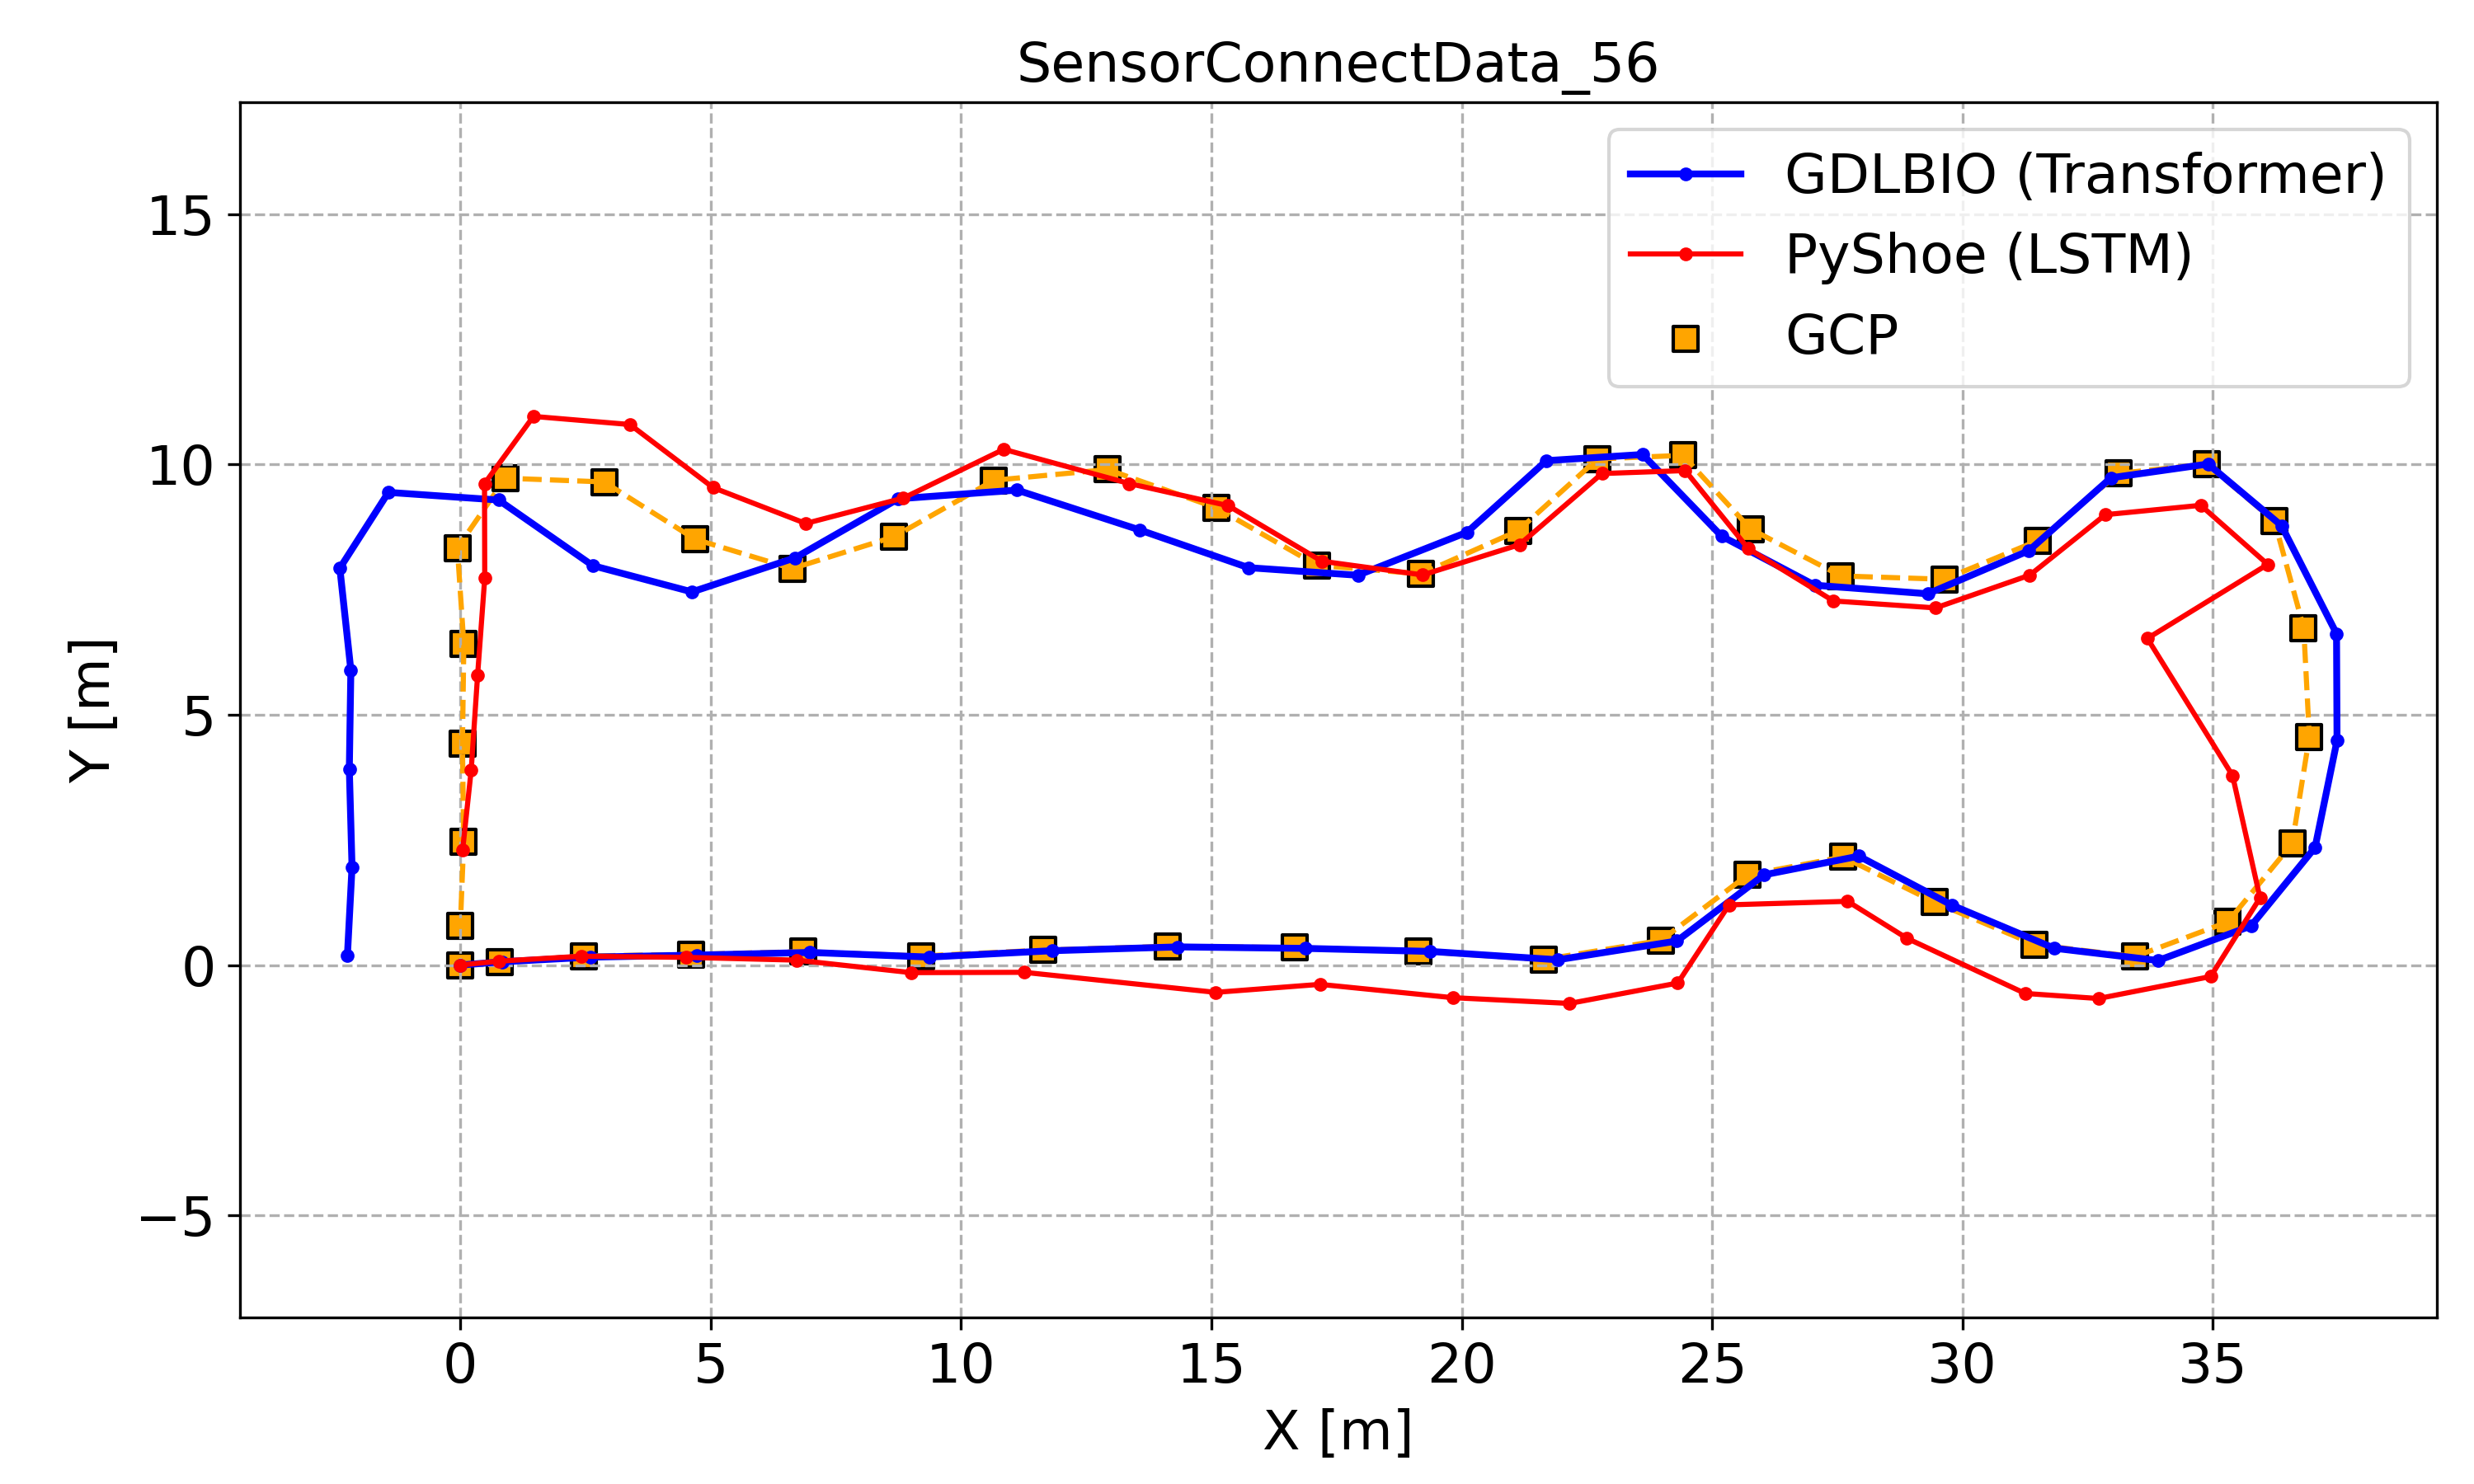 SensorConnectData_56
GDLBIO (Transformer)
PyShoe (LSTM)
GCP
15
10
5
0
−5
Y [m]
0 5 10 15 20 25 30 35
X [m]